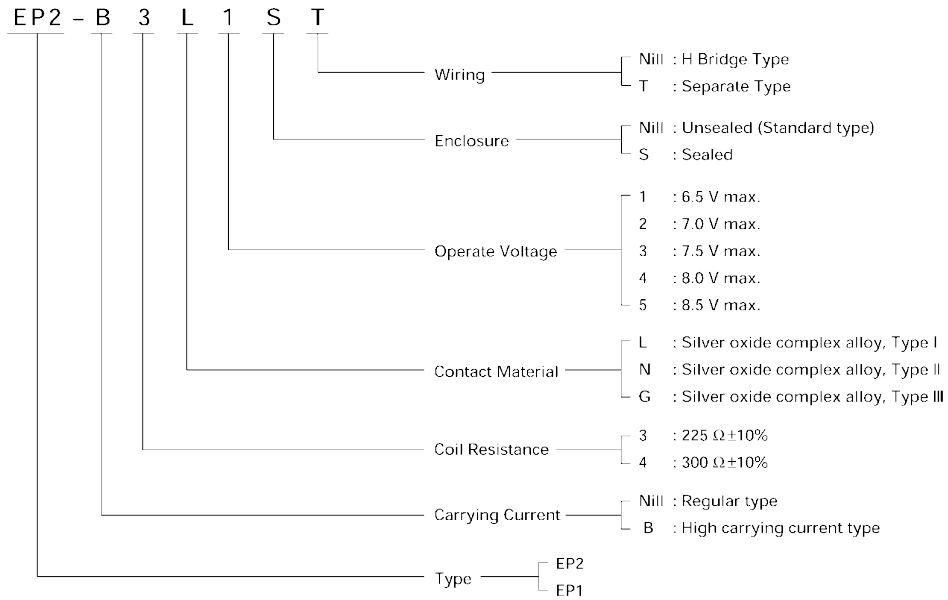 EP2-B3L1ST
Wiring
Nill : H Bridge Type
T : Separate Type
Enclosure
Nill : Unsealed (Standard type)
S : Sealed
Operate Voltage
1 : 6.5 V max.
2 : 7.0 V max.
3 : 7.5 V max.
4 : 8.0 V max.
5 : 8.5 V max.
Contact Material
L : Silver oxide complex alloy, Type I
N : Silver oxide complex alloy, Type II
G : Silver oxide complex alloy, Type III
Coil Resistance
3 : 225 Ω±10%
4 : 300 Ω±10%
Carrying Current
Nill : Regular type
B : High carrying current type
Type
EP2
EP1